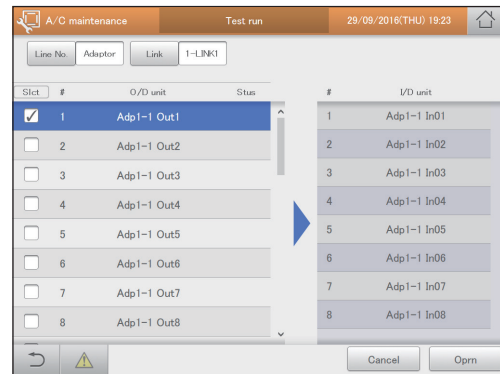 A/C maintenance Test run 29/09/2016(THU) 19:23
Line No. Adaptor Link 1-LINK1
Slct # O/D unit Stus # I/D unit
1 Adp1-1 Out1 1 Adp1-1 In01
2 Adp1-1 Out2 2 Adp1-1 In02
3 Adp1-1 Out3 3 Adp1-1 In03
4 Adp1-1 Out4 4 Adp1-1 In04
5 Adp1-1 Out5 5 Adp1-1 In05
6 Adp1-1 Out6 6 Adp1-1 In06
7 Adp1-1 Out7 7 Adp1-1 In07
8 Adp1-1 Out8 8 Adp1-1 In08
Cancel Oprn